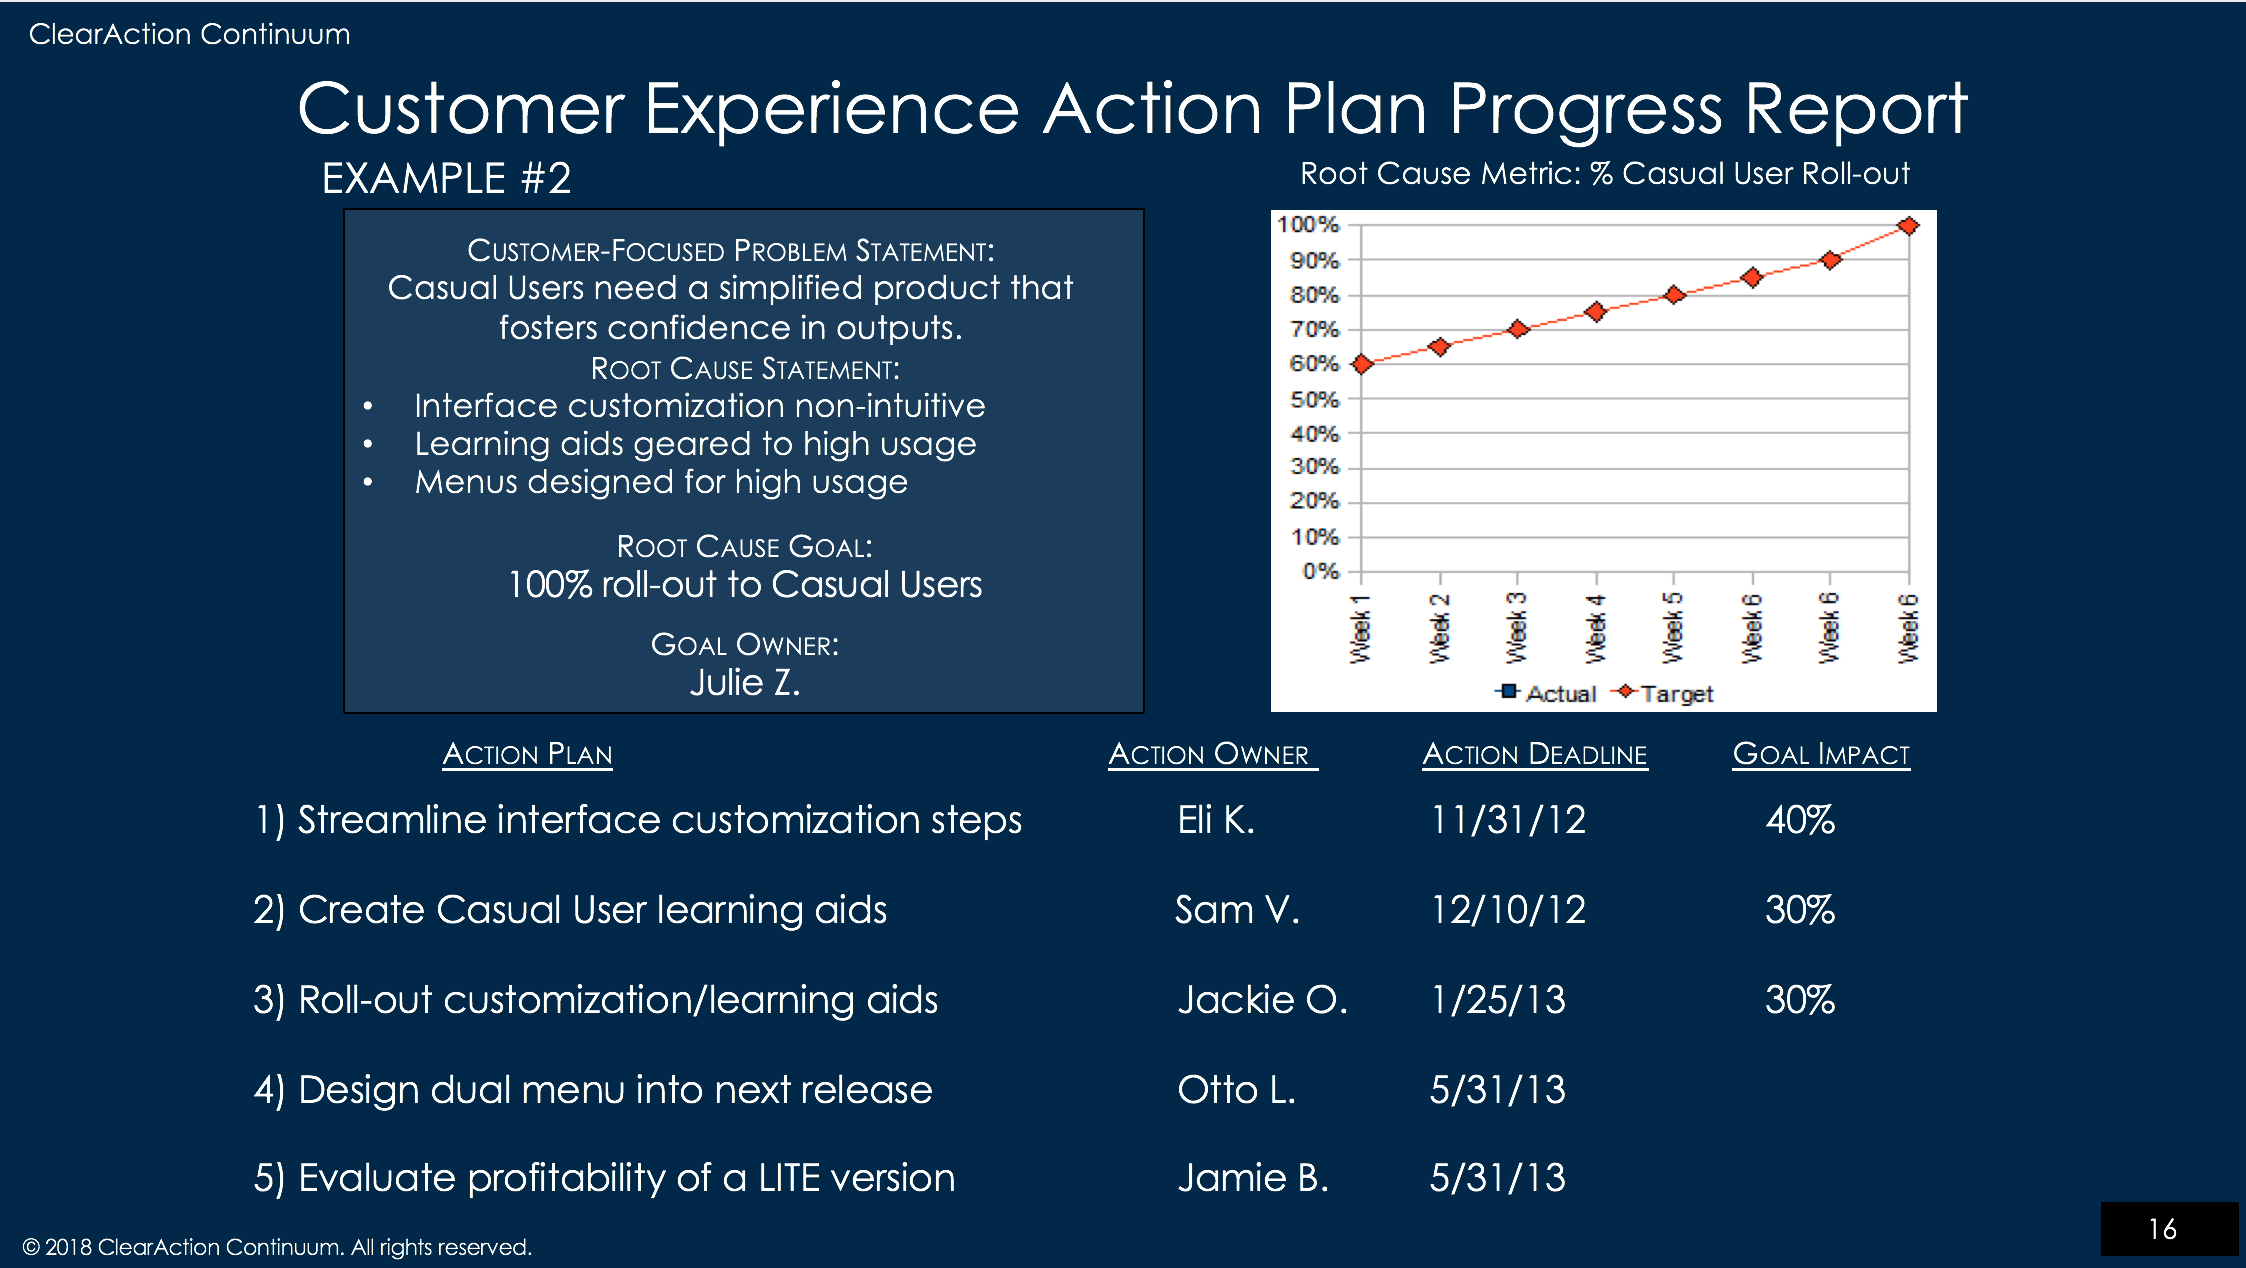 ClearAction Continuum
Customer Experience Action Plan Progress Report
EXAMPLE #2
Root Cause Metric: % Casual User Roll-out
CUSTOMER-FOCUSED PROBLEM STATEMENT:
Casual Users need a simplified product that
fosters confidence in outputs.
ROOT CAUSE STATEMENT:
• Interface customization non-intuitive
• Learning aids geared to high usage
• Menus designed for high usage
ROOT CAUSE GOAL:
100% roll-out to Casual Users
GOAL OWNER:
Julie Z.
100%
90%
80%
70%
60%
50%
40%
30%
20%
10%
0%
Week 1
Week 2
Week 3
Week 4
Week 5
Week 6
Week 6
Week 6
Actual Target
ACTION PLAN ACTION OWNER ACTION DEADLINE GOAL IMPACT
1) Streamline interface customization steps Eli K. 11/31/12 40%
2) Create Casual User learning aids Sam V. 12/10/12 30%
3) Roll-out customization/learning aids Jackie O. 1/25/13 30%
4) Design dual menu into next release Otto L. 5/31/13
5) Evaluate profitability of a LITE version Jamie B. 5/31/13
© 2018 ClearAction Continuum. All rights reserved.
16